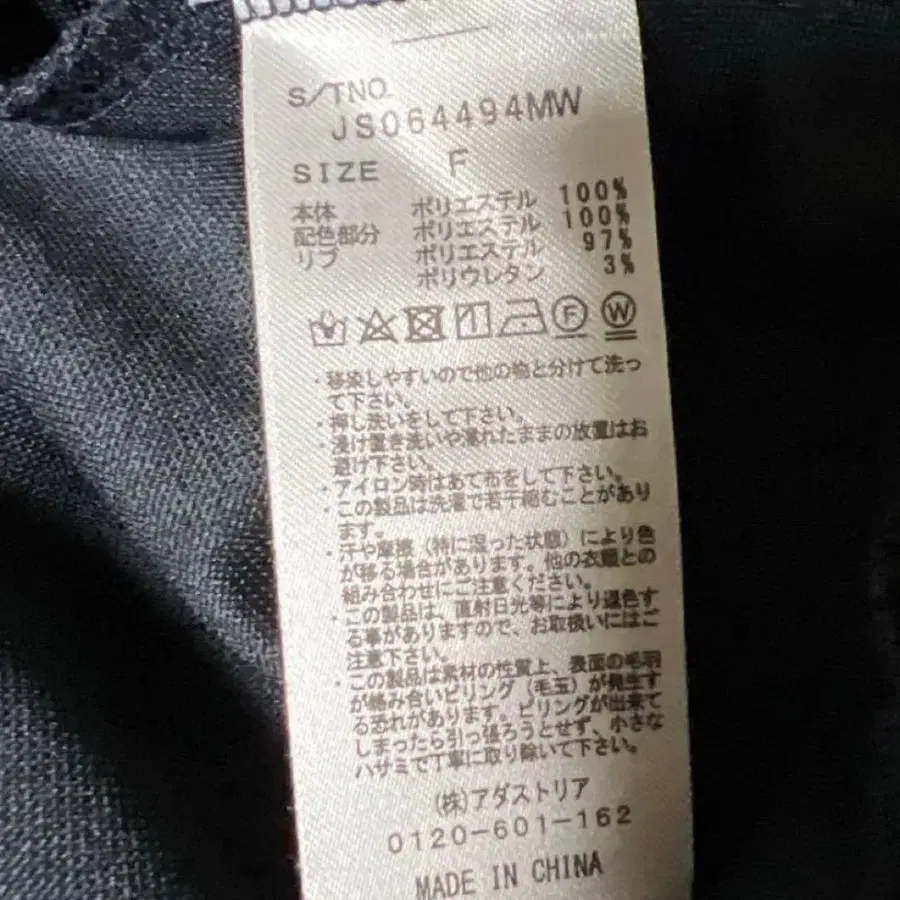 S/TNO.
JS064494MW
SIZE F
本体 ポリエステル 100%
配色部分 ポリエステル 100%
リブ ポリエステル 97%
ポリウレタン 3%
F W
・移染しやすいので他の物と分けて洗っ
て下さい。
・押し洗いをして下さい。
・浸け置き洗いや濡れたままの放置はお
避け下さい。
・アイロン時はあて布をして下さい。
・この製品は洗濯で若干縮むことがあり
ます。
・汗や摩擦（特に湿った状態）により色
が移る場合があります。他の衣類との
組み合わせにご注意ください。
・この製品は、直射日光等により退色す
る事がありますので、お取扱いにはご
注意下さい。
・この製品は素材の性質上、表面の毛羽
が絡み合いピリング（毛玉）が発生す
る恐れがあります。ピリングが出来て
しまったら引っ張ろうとせず、小さな
ハサミで丁寧に取り除いて下さい。
(株)アダストリア
0120-601-162
MADE IN CHINA